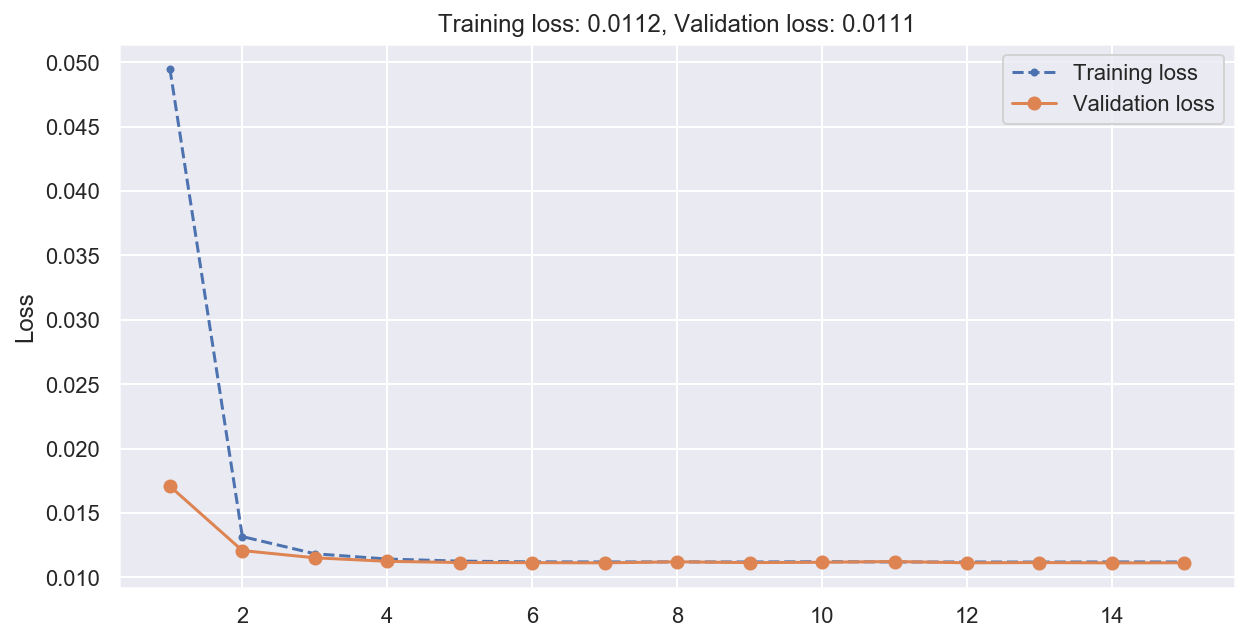 Training loss: 0.0112, Validation loss: 0.0111
Training loss
Validation loss
Loss
0.050
0.045
0.040
0.035
0.030
0.025
0.020
0.015
0.010
2 4 6 8 10 12 14